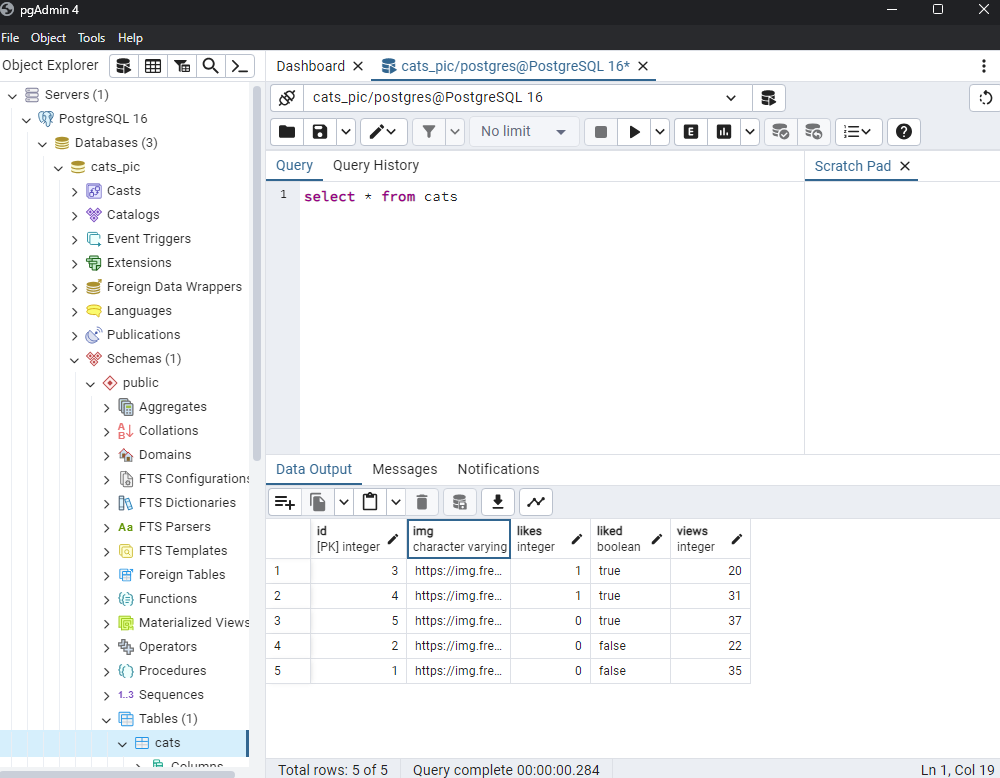 pgAdmin 4
File Object Tools Help
Object Explorer
Dashboard
cats_pic/postgres@PostgreSQL 16*
Servers (1)
PostgreSQL 16
Databases (3)
cats_pic
Casts
Catalogs
Event Triggers
Extensions
Foreign Data Wrappers
Languages
Publications
Schemas (1)
public
Aggregates
Collations
Domains
FTS Configurations
FTS Dictionaries
FTS Parsers
FTS Templates
Foreign Tables
Functions
Materialized Views
Operators
Procedures
1..3 Sequences
Tables (1)
cats
Columns
cats_pic/postgres@PostgreSQL 16
No limit
E
Query Query History
Scratch Pad
1 select * from cats
Data Output Messages Notifications
id img likes liked views
[PK] integer character varying integer boolean integer
1 3 https://img.fre... 1 true 20
2 4 https://img.fre... 1 true 31
3 5 https://img.fre... 0 true 37
4 2 https://img.fre... 0 false 22
5 1 https://img.fre... 0 false 35
Total rows: 5 of 5 Query complete 00:00:00.284 Ln 1, Col 19